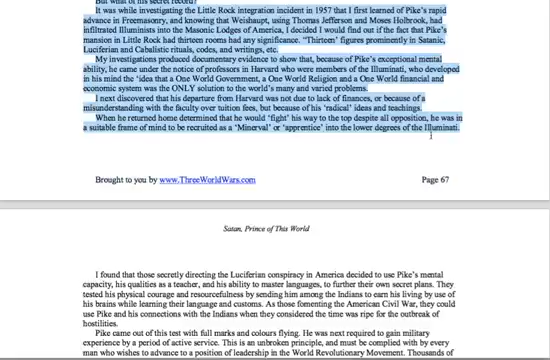 But what of his secret record?
It was while investigating the Little Rock integration incident in 1957 that I first learned of Pike's rapid
advance in Freemasonry, and knowing that Weishaupt, using Thomas Jefferson and Moses Holbrook, had
infiltrated Illuminists into the Masonic Lodges of America, I decided I would find out if the fact that Pike's
mansion in Little Rock had thirteen rooms had any significance. “Thirteen” figures prominently in Satanic,
Luciferian and Cabalistic rituals, codes, and writings, etc.
My investigations produced documentary evidence to show that, because of Pike's exceptional mental
ability, he came under the notice of professors in Harvard who were members of the Illuminati, who developed
in his mind the ‘idea that a One World Government, a One World Religion and a One World financial and
economic system was the ONLY solution to the world's many and varied problems.
I next discovered that his departure from Harvard was not due to lack of finances, or because of a
misunderstanding with the faculty over tuition fees, but because of his ‘radical’ ideas and teachings.
When he returned home determined that he would ‘fight’ his way to the top despite all opposition, he was in
a suitable frame of mind to be recruited as a ‘Minerval’ or ‘apprentice’ into the lower degrees of the Illuminati.
Brought to you by www.ThreeWorldWars.com Page 67
Satan, Prince of This World
I found that those secretly directing the Luciferian conspiracy in America decided to use Pike's mental
capacity, his qualities as a teacher, and his ability to master languages, to further their own secret plans. They
tested his physical courage and resourcefulness by sending him among the Indians to earn his living by use of
his brains while learning their language and customs. As those fomenting the American Civil War, they could
use Pike and his connections with the Indians when they considered the time was ripe for the outbreak of
hostilities.
Pike came out of this test with full marks and colours flying. He was next required to gain military
experience by a period of active service. This is an unbroken principle, and must be complied with by every
man who wishes to advance to a position of leadership in the World Revolutionary Movement. Thousands of